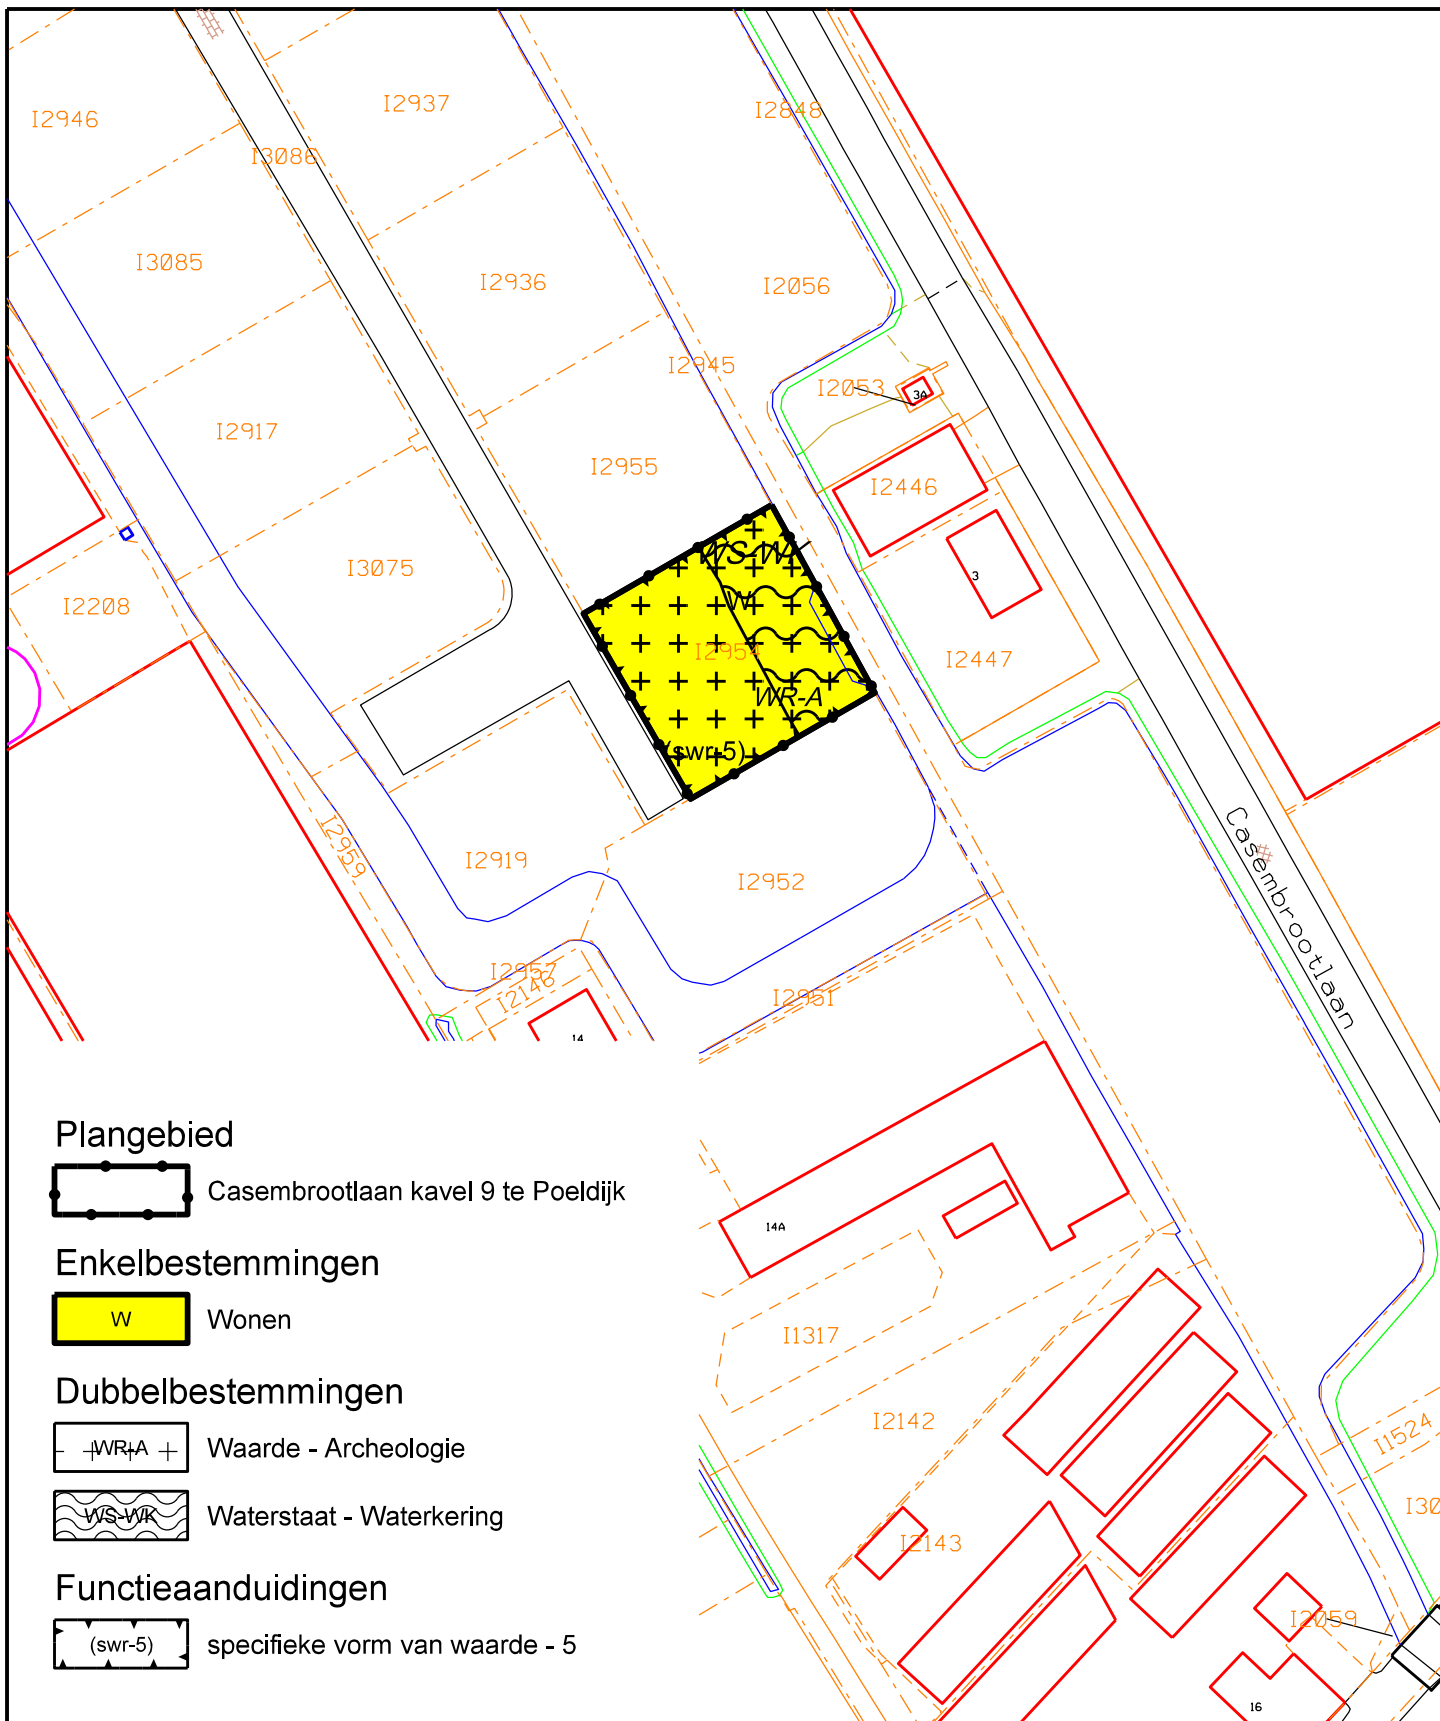 I2946
I2937
I2848
I3086
I3085
I2936
I2056
I2945
I2053
3A
I2917
I2955
I2446
I3075
WS-WK
3
I2208
W
I2954
I2447
WR-A
(swr-5)
Casembrootlaan
I2959
I2919
I2952
I2957
I2146
I2951
14
Plangebied
Casembrootlaan kavel 9 te Poeldijk
14A
Enkelbestemmingen
W
Wonen
I1317
Dubbelbestemmingen
WR-A
Waarde - Archeologie
I2142
I1524
WS-WK
Waterstaat - Waterkering
I30
I2143
Functieaanduidingen
(swr-5)
specifieke vorm van waarde - 5
I2059
16